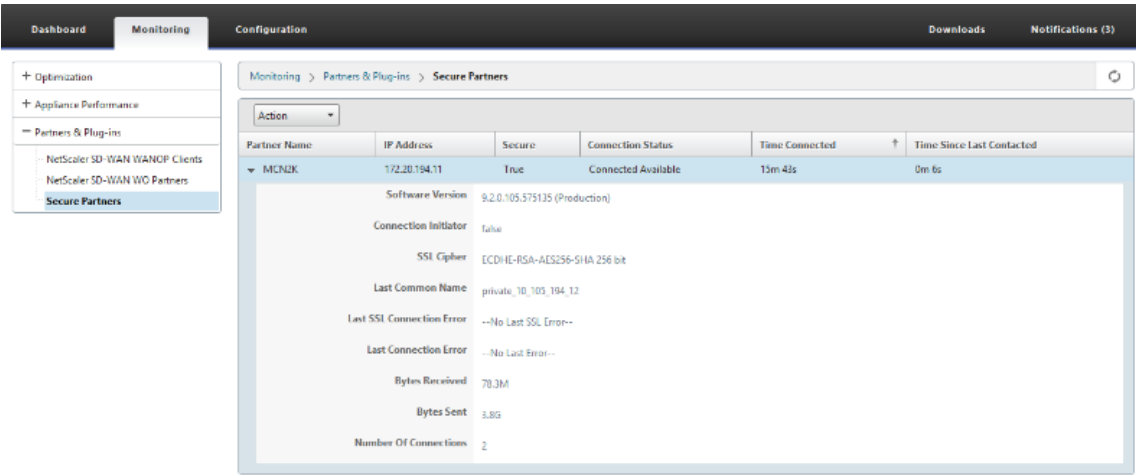 Dashboard Monitoring Configuration Downloads Notifications (3)
+ Optimization
+ Appliance Performance
− Partners & Plug-ins
NetScaler SD-WAN WANOP Clients
NetScaler SD-WAN WO Partners
Secure Partners
Monitoring > Partners & Plug-ins > Secure Partners
Action
Partner Name IP Address Secure Connection Status Time Connected ↑ Time Since Last Contacted
MCN2K 172.20.194.11 True Connected Available 15m 43s 0m 6s
Software Version 9.2.0.105.575135 (Production)
Connection Initiator false
SSL Cipher ECDHE-RSA-AES256-SHA 256 bit
Last Common Name private_10_105_194_12
Last SSL Connection Error --No Last SSL Error--
Last Connection Error --No Last Error--
Bytes Received 78.3M
Bytes Sent 3.8G
Number Of Connections 2